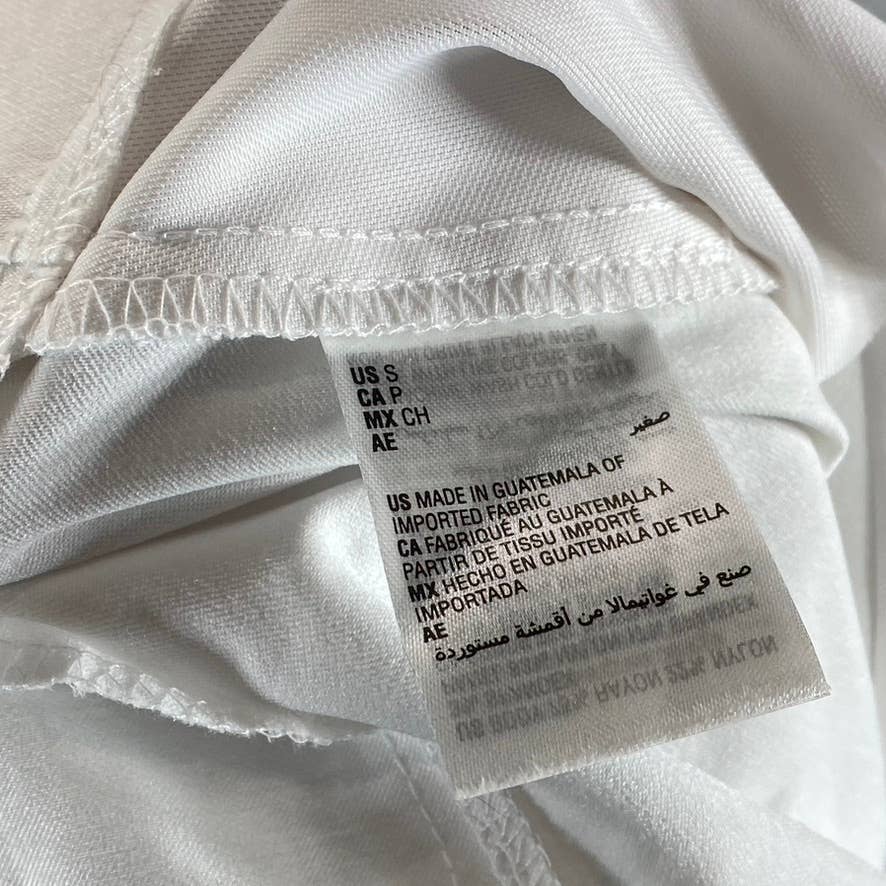 US S
CA P
MX CH
AE
صغير
US MADE IN GUATEMALA OF
IMPORTED FABRIC
CA FABRIQUÉ AU GUATEMALA À
PARTIR DE TISSU IMPORTÉ
MX HECHO EN GUATEMALA DE TELA
IMPORTADA
AE
صنع في غواتيمالا من أقمشة مستوردة